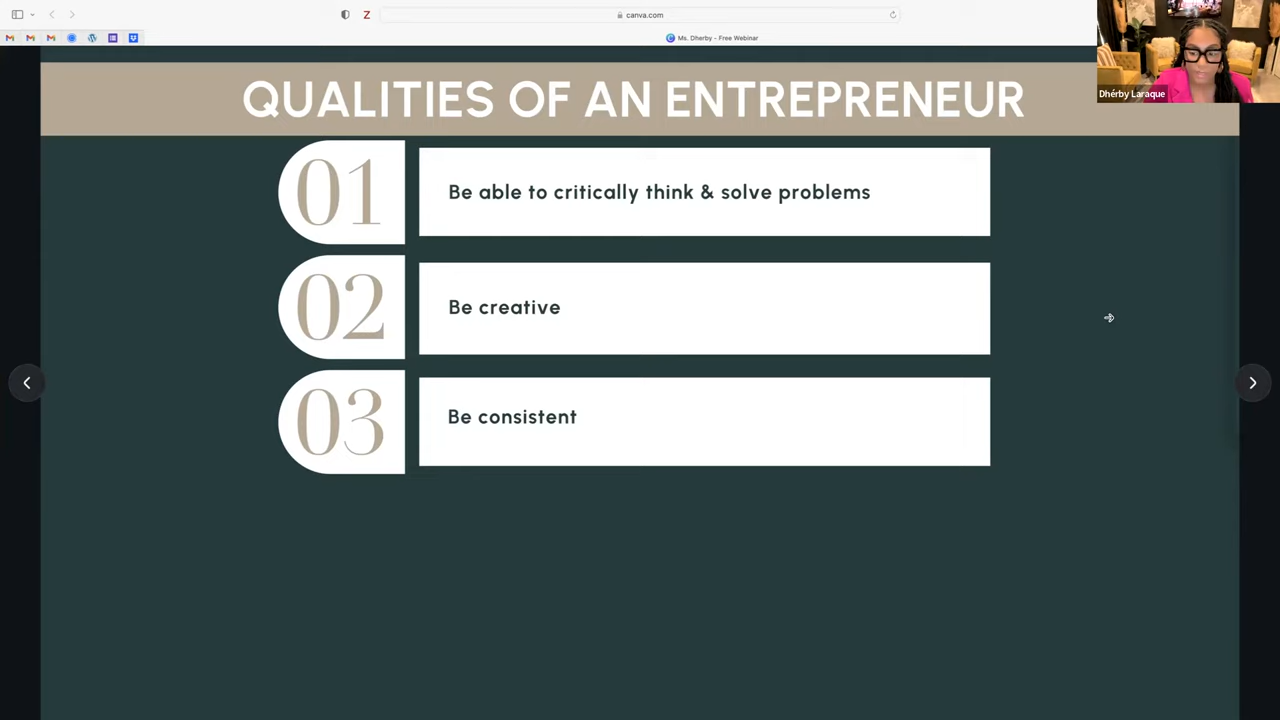 Z
canva.com
Ms. Dherby - Free Webinar
Dhérby Laraque
QUALITIES OF AN ENTREPRENEUR
01
Be able to critically think & solve problems
02
Be creative
03
Be consistent